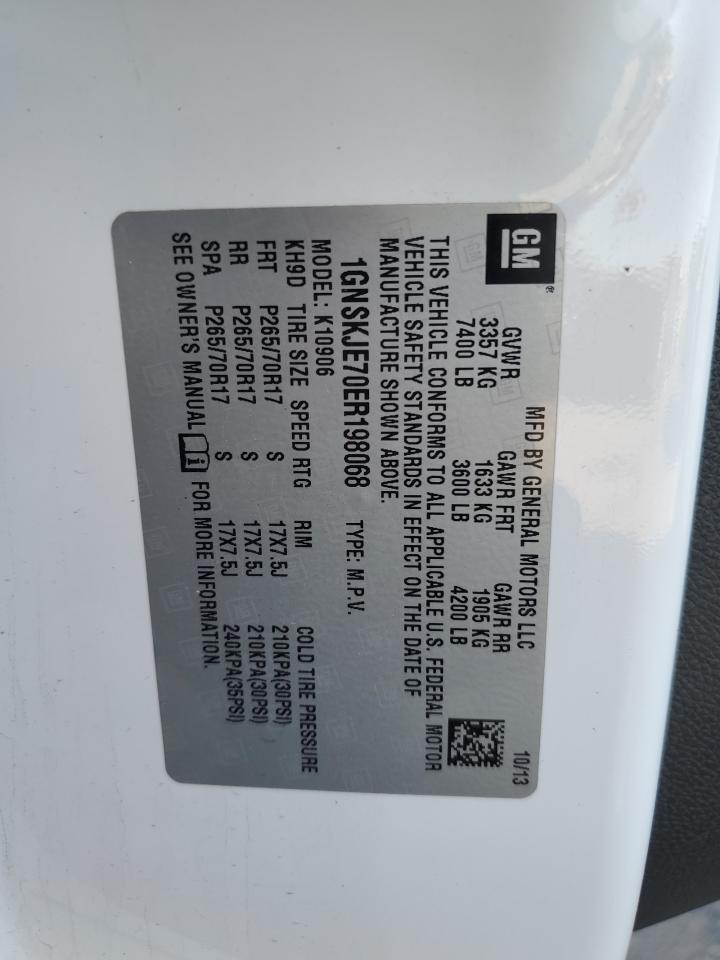 GM®
MFD BY GENERAL MOTORS LLC 10/13
GVWR GAWR FRT GAWR RR
3357 KG 1633 KG 1905 KG
7400 LB 3600 LB 4200 LB
THIS VEHICLE CONFORMS TO ALL APPLICABLE U.S. FEDERAL MOTOR
VEHICLE SAFETY STANDARDS IN EFFECT ON THE DATE OF
MANUFACTURE SHOWN ABOVE.
1GNSKJE70ER198068 TYPE: M.P.V.
MODEL: K10906
KH9D TIRE SIZE SPEED RTG RIM COLD TIRE PRESSURE
FRT P265/70R17 S 17X7.5J 210KPA(30PSI)
RR P265/70R17 S 17X7.5J 210KPA(30PSI)
SPA P265/70R17 S 17X7.5J 240KPA(35PSI)
SEE OWNER'S MANUAL i FOR MORE INFORMATION.